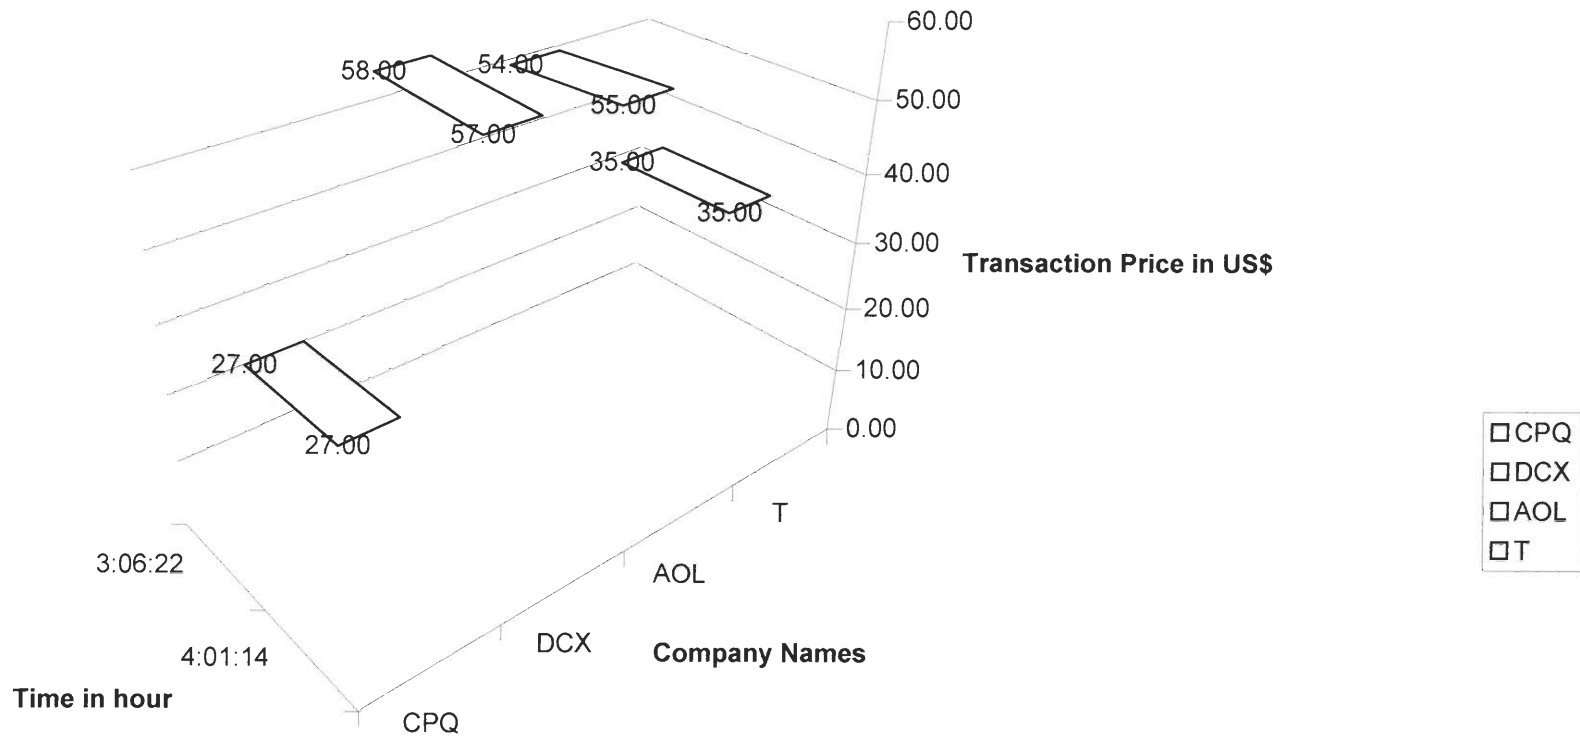 60.00
58.00
54.00
50.00
55.00
57.00
35.00
40.00
35.00
30.00
Transaction Price in US$
20.00
27.00
10.00
0.00
27.00
CPQ
DCX
AOL
T
T
AOL
DCX
CPQ
Company Names
3:06:22
4:01:14
Time in hour